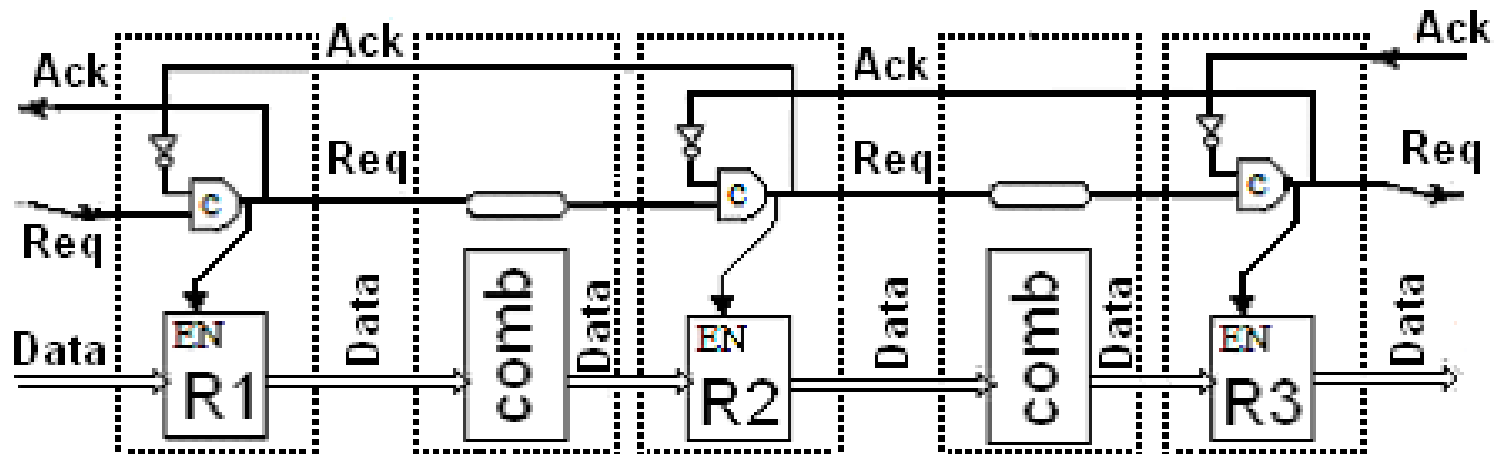 Ack
Ack
Ack
Ack
Req
Req
Req
Req
C
C
C
Data
EN
R1
Data
comb
Data
EN
R2
Data
comb
Data
EN
R3
Data